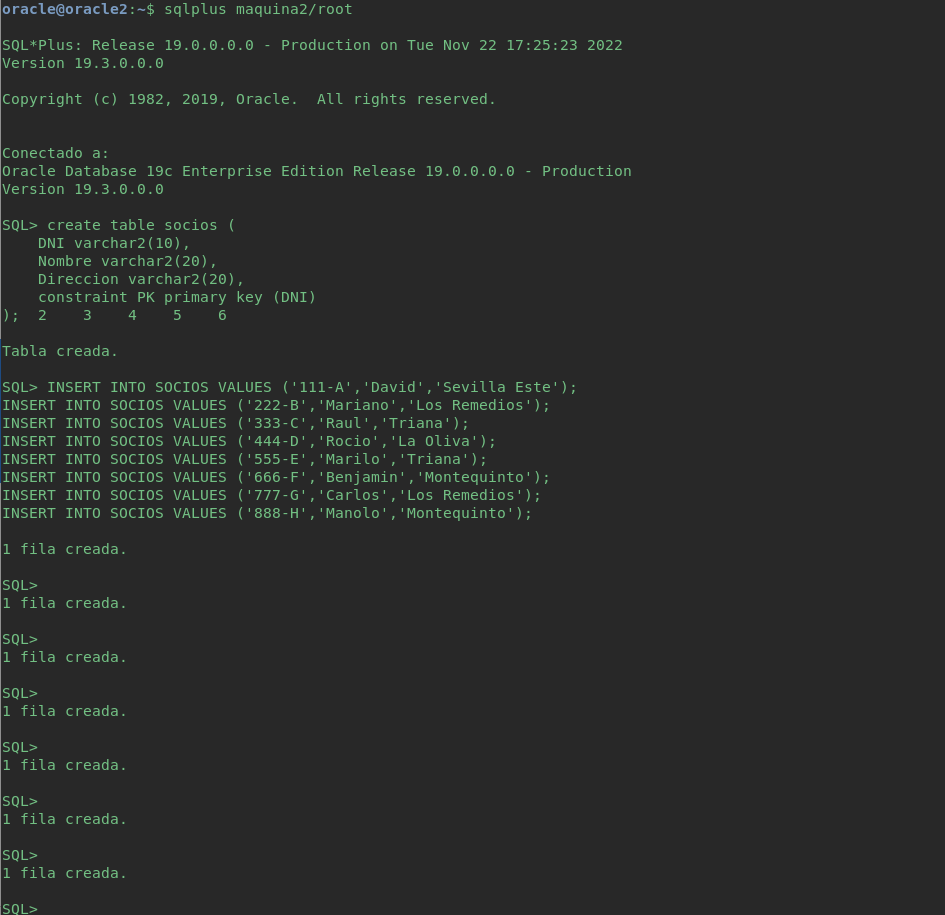 oracle@oracle2:~$ sqlplus maquina2/root
SQL*Plus: Release 19.0.0.0.0 - Production on Tue Nov 22 17:25:23 2022
Version 19.3.0.0.0
Copyright (c) 1982, 2019, Oracle.  All rights reserved.
Conectado a:
Oracle Database 19c Enterprise Edition Release 19.0.0.0.0 - Production
Version 19.3.0.0.0
SQL> create table socios (
    DNI varchar2(10),
    Nombre varchar2(20),
    Direccion varchar2(20),
    constraint PK primary key (DNI)
);  2    3    4    5    6
Tabla creada.
SQL> INSERT INTO SOCIOS VALUES ('111-A','David','Sevilla Este');
INSERT INTO SOCIOS VALUES ('222-B','Mariano','Los Remedios');
INSERT INTO SOCIOS VALUES ('333-C','Raul','Triana');
INSERT INTO SOCIOS VALUES ('444-D','Rocio','La Oliva');
INSERT INTO SOCIOS VALUES ('555-E','Marilo','Triana');
INSERT INTO SOCIOS VALUES ('666-F','Benjamin','Montequinto');
INSERT INTO SOCIOS VALUES ('777-G','Carlos','Los Remedios');
INSERT INTO SOCIOS VALUES ('888-H','Manolo','Montequinto');
1 fila creada.
SQL>
1 fila creada.
SQL>
1 fila creada.
SQL>
1 fila creada.
SQL>
1 fila creada.
SQL>
1 fila creada.
SQL>
1 fila creada.
SQL>